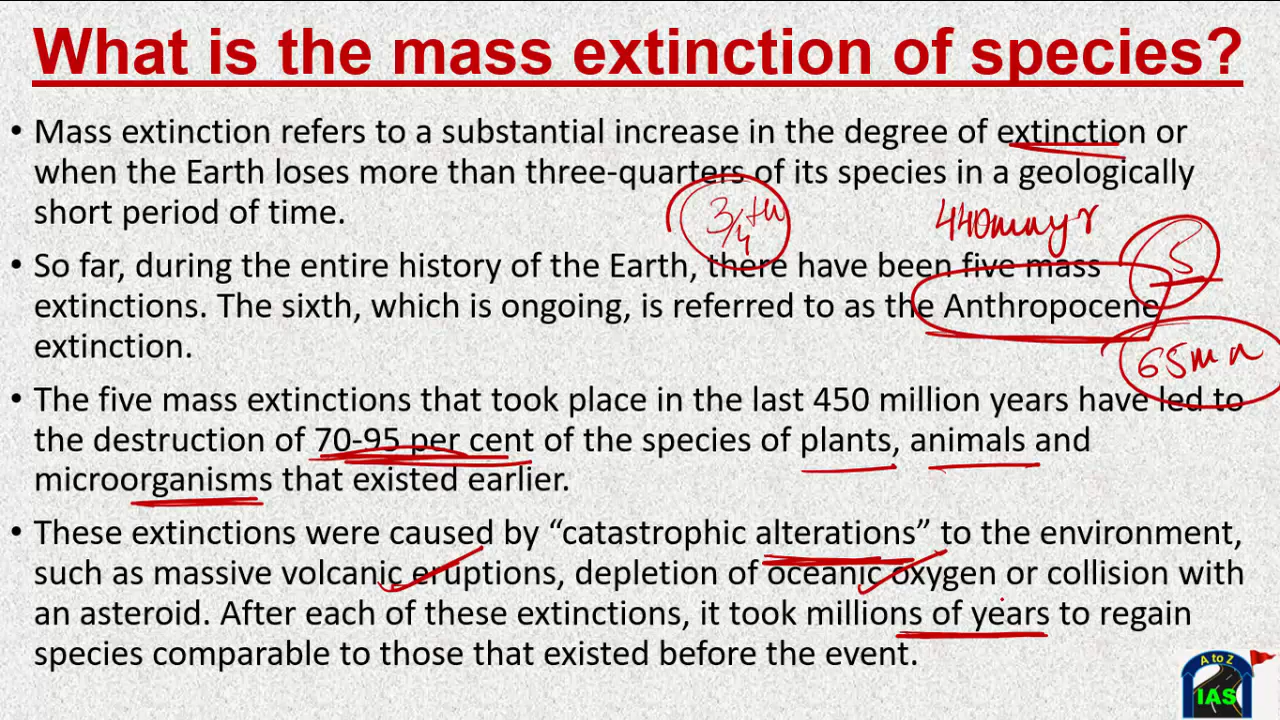 What is the mass extinction of species?
• Mass extinction refers to a substantial increase in the degree of extinction or
when the Earth loses more than three-quarters of its species in a geologically
short period of time.
3/4th
440mnyr
• So far, during the entire history of the Earth, there have been five mass
5
extinctions. The sixth, which is ongoing, is referred to as the Anthropocene
extinction.
65mn
• The five mass extinctions that took place in the last 450 million years have led to
the destruction of 70-95 per cent of the species of plants, animals and
microorganisms that existed earlier.
• These extinctions were caused by “catastrophic alterations” to the environment,
such as massive volcanic eruptions, depletion of oceanic oxygen or collision with
an asteroid. After each of these extinctions, it took millions of years to regain
species comparable to those that existed before the event.
A to Z
IAS